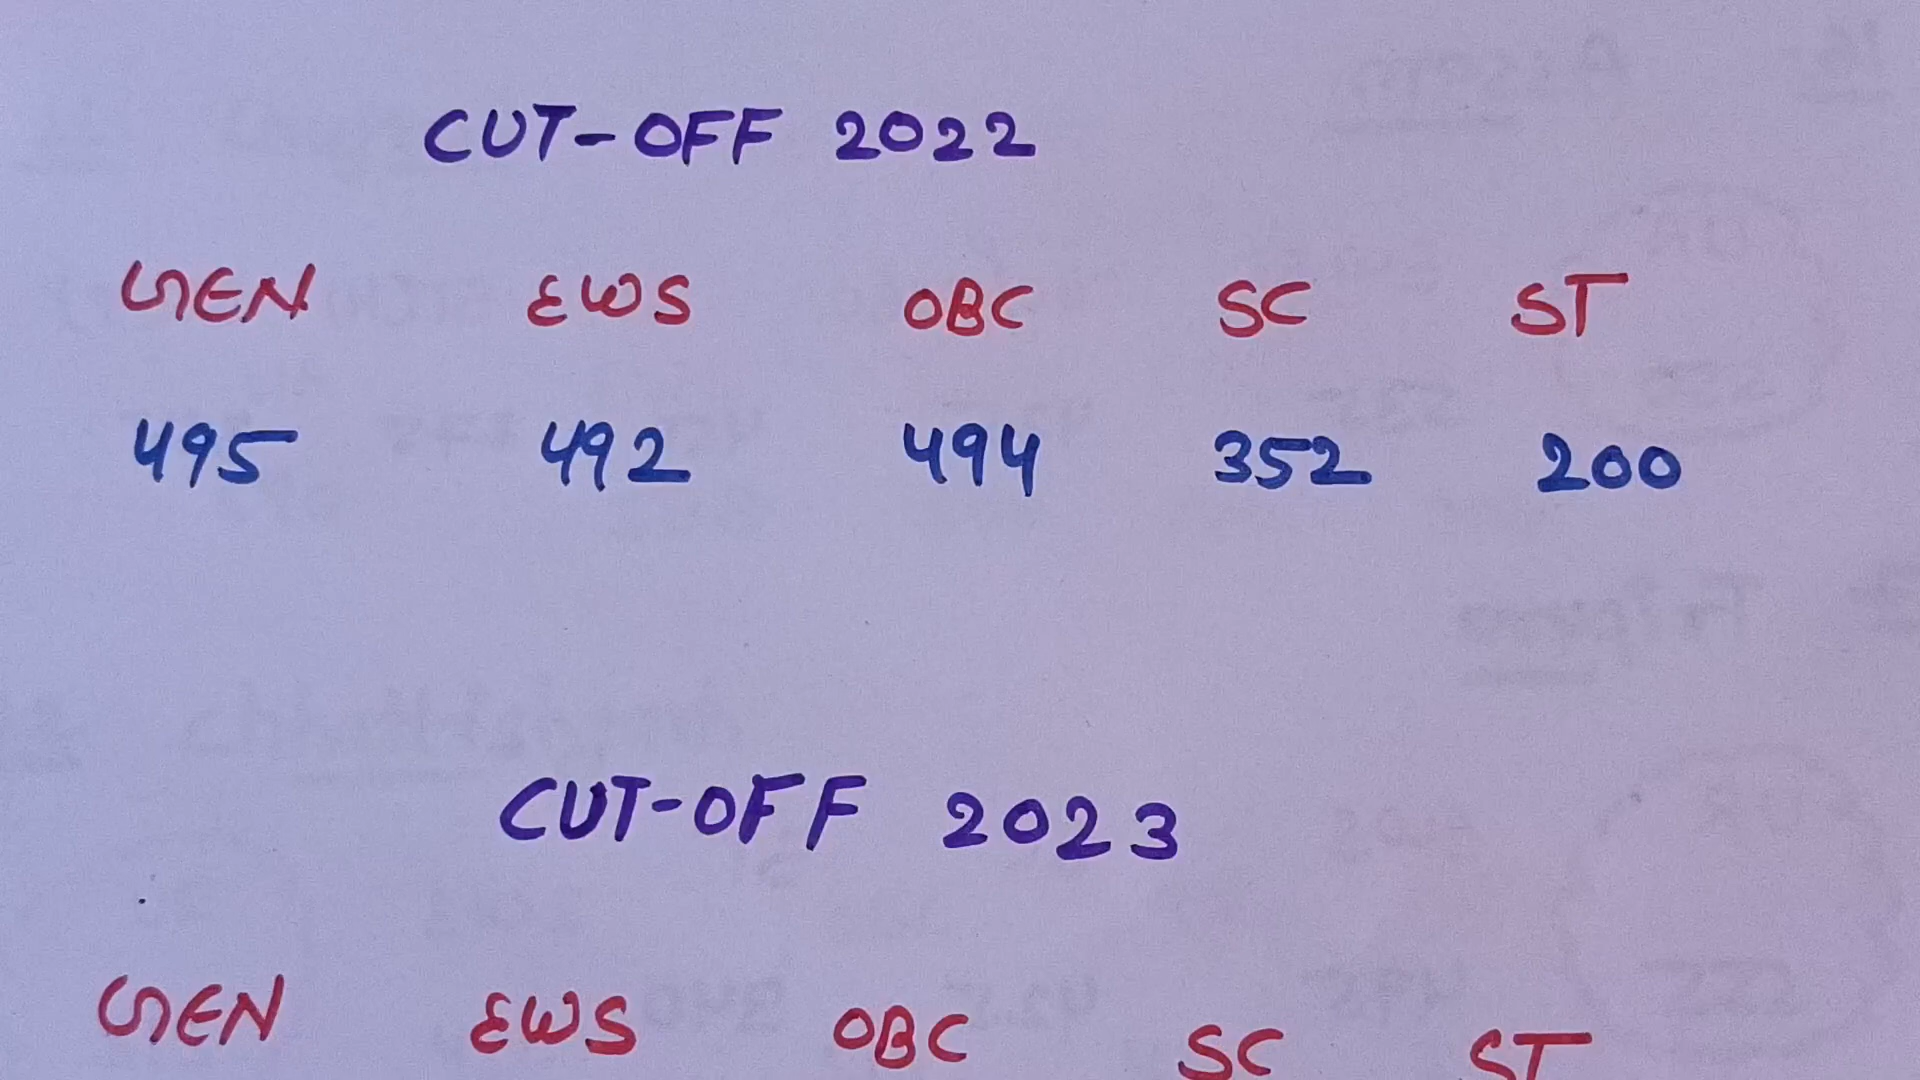 CUT-OFF 2022
GEN EWS OBC SC ST
495 492 494 352 200
CUT-OFF 2023
GEN EWS OBC SC ST